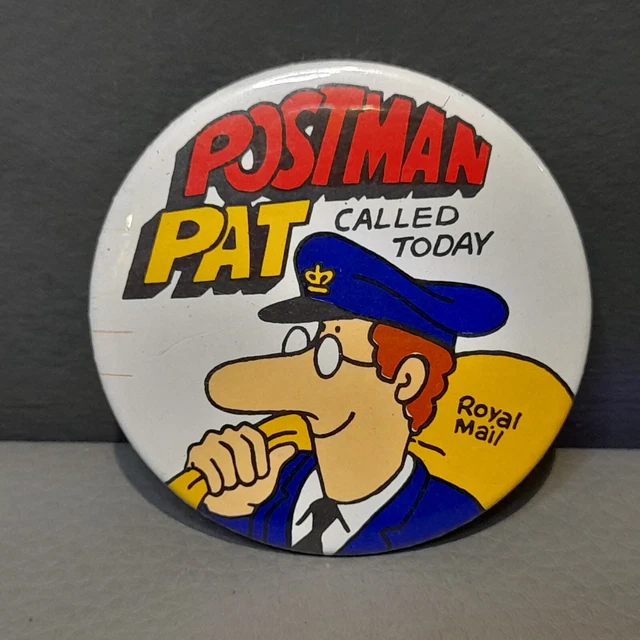 POSTMAN
PAT
CALLED
TODAY
Royal
Mail